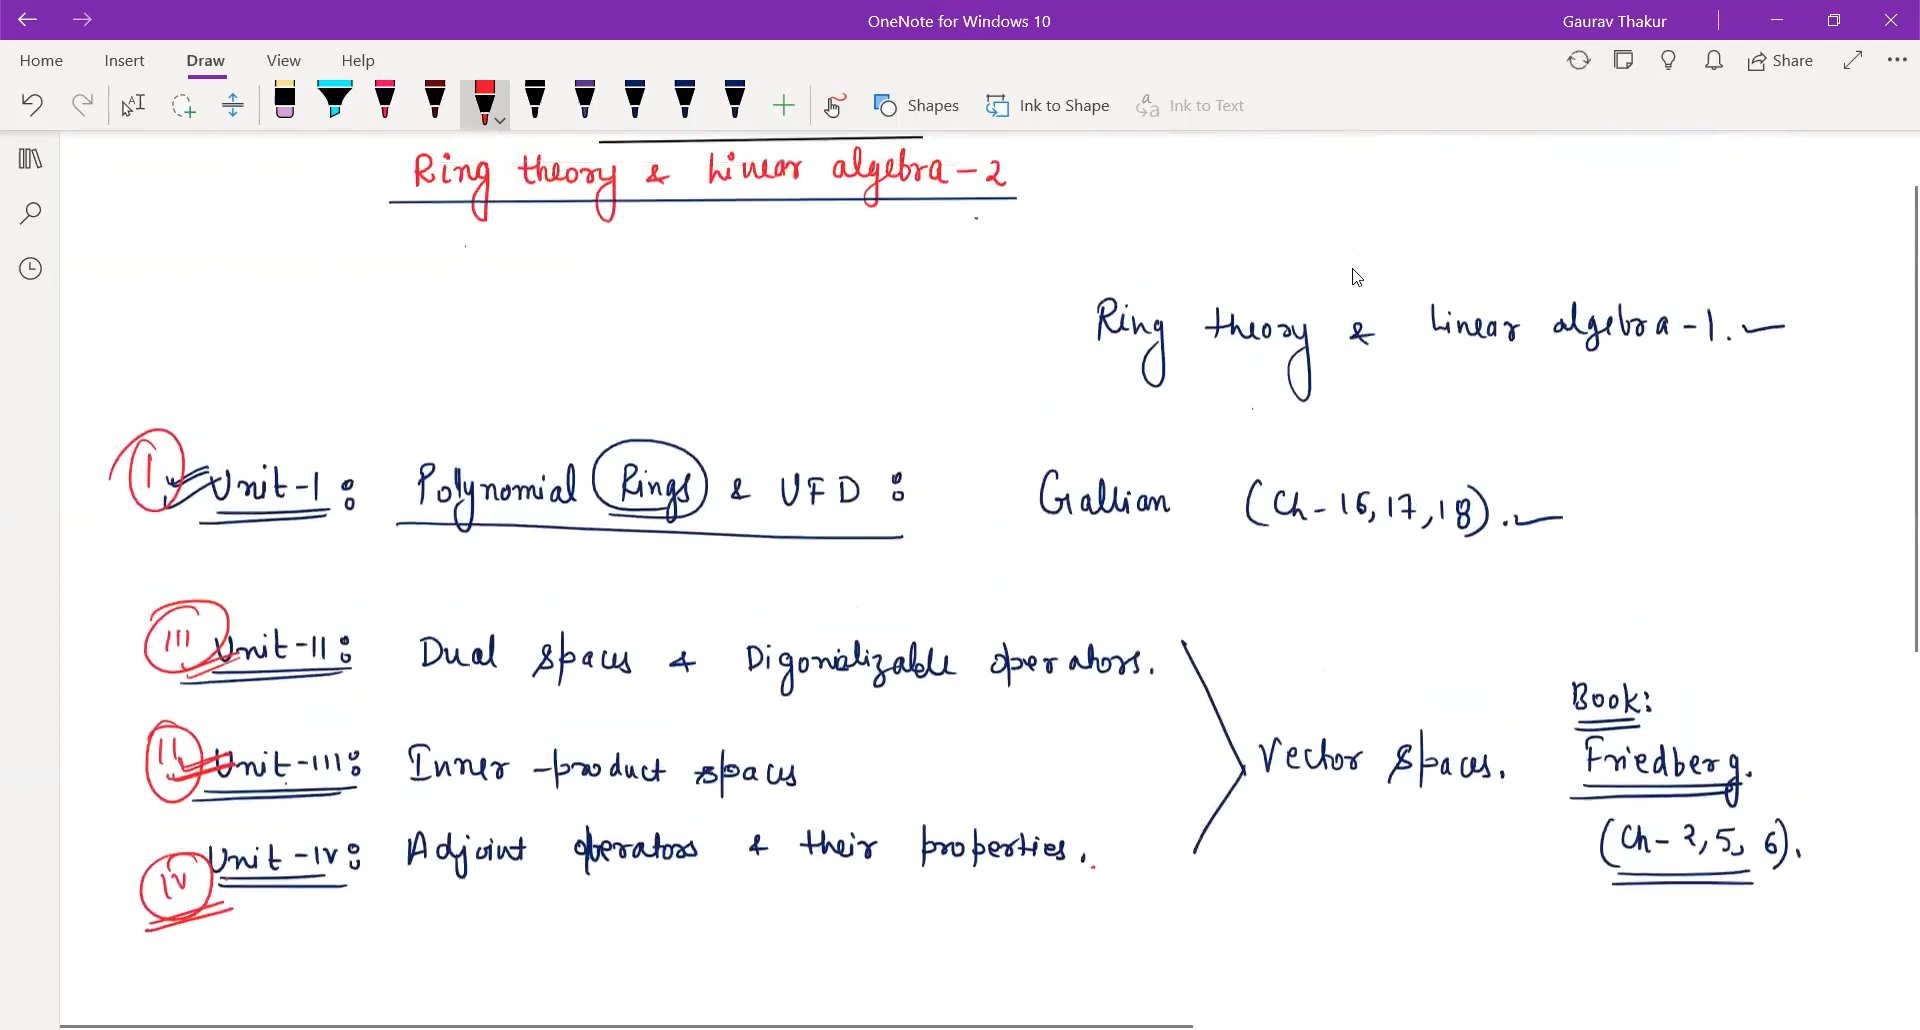 OneNote for Windows 10
Gaurav Thakur
Home Insert Draw View Help
Share
Shapes Ink to Shape Ink to Text
Ring theory & Linear algebra-2
Ring theory & Linear algebra-1.
I Unit-I: Polynomial Rings & UFD: Gallian (Ch-16,17,18).
III Unit-II: Dual spaces & Digonalizable operators.
Book:
II Unit-III: Inner-product spaces Vector spaces. Friedberg.
IV Unit-IV: Adjoint operators & their properties. (Ch-2,5,6).